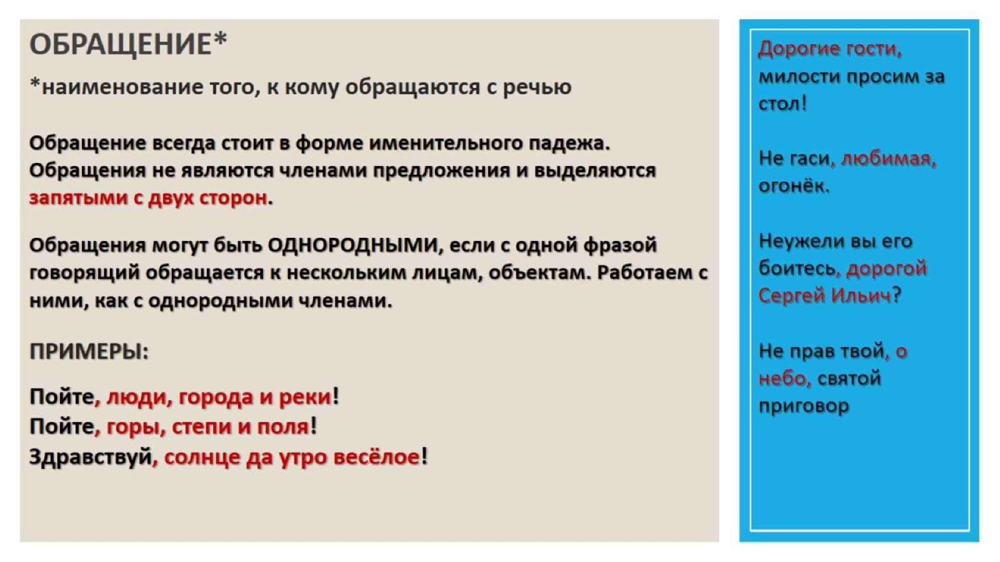 ОБРАЩЕНИЕ*
*наименование того, к кому обращаются с речью
Обращение всегда стоит в форме именительного падежа.
Обращения не являются членами предложения и выделяются
запятыми с двух сторон.
Обращения могут быть ОДНОРОДНЫМИ, если с одной фразой
говорящий обращается к нескольким лицам, объектам. Работаем с
ними, как с однородными членами.
ПРИМЕРЫ:
Пойте, люди, города и реки!
Пойте, горы, степи и поля!
Здравствуй, солнце да утро весёлое!
Дорогие гости,
милости просим за
стол!
Не гаси, любимая,
огонёк.
Неужели вы его
боитесь, дорогой
Сергей Ильич?
Не прав твой, о
небо, святой
приговор